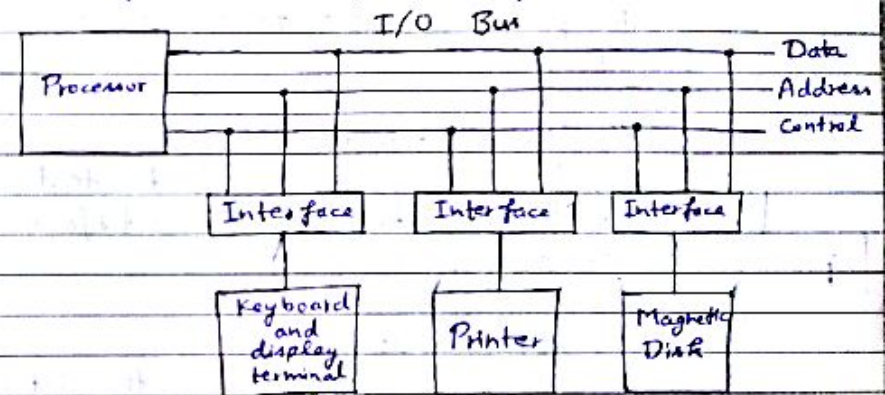 I/O Bus
Processor
Data
Address
Control
Interface
Interface
Interface
Keyboard
and
display
terminal
Printer
Magnetic
Disk